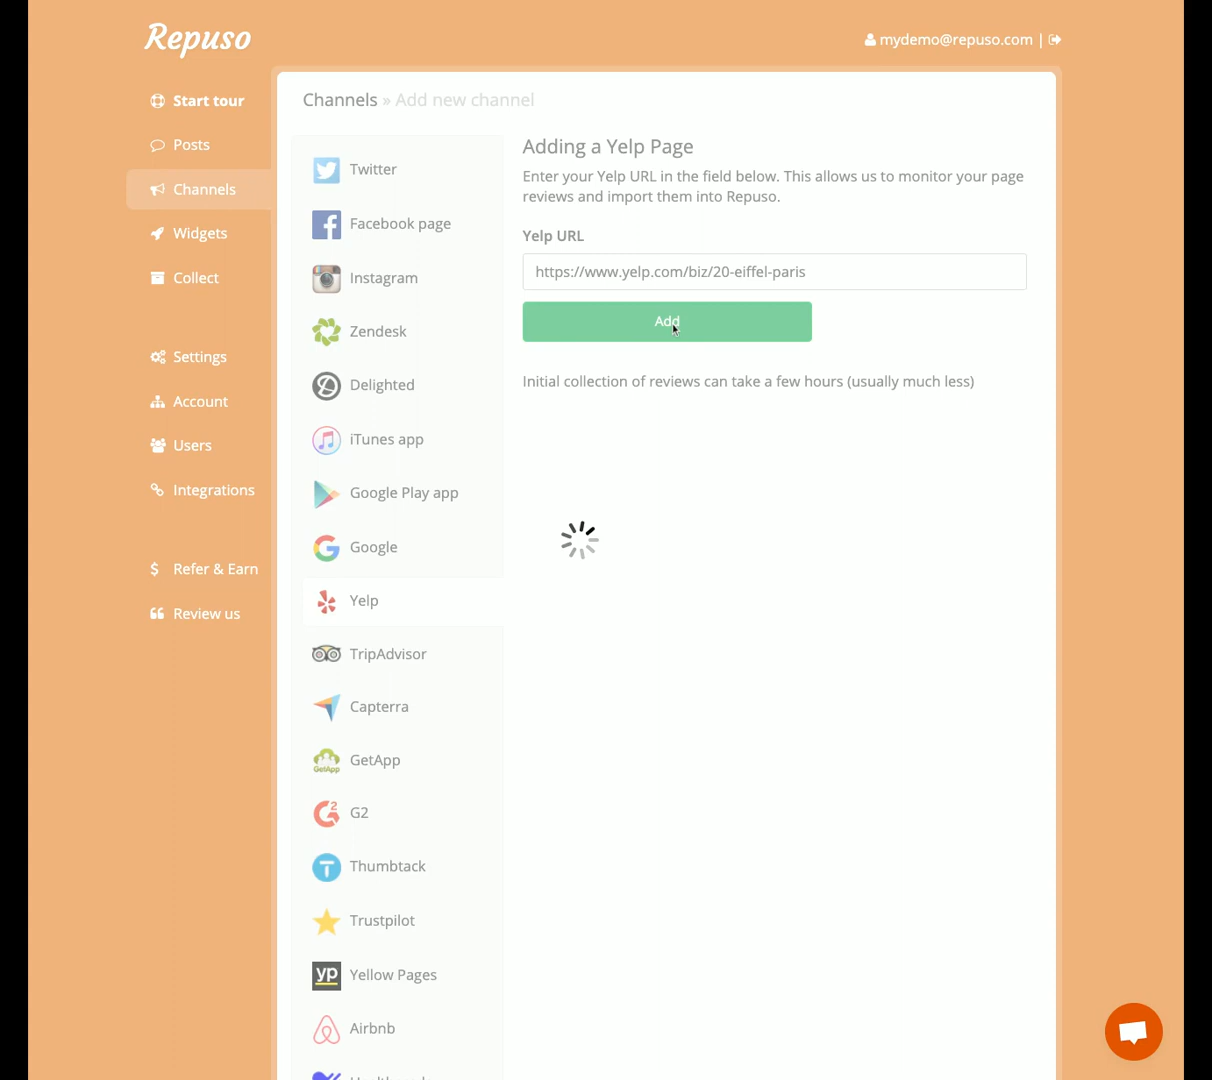 Repuso
mydemo@repuso.com |
Start tour
Posts
Channels
Widgets
Collect
Settings
Account
Users
Integrations
$ Refer & Earn
Review us
Channels » Add new channel
Twitter
Facebook page
Instagram
Zendesk
Delighted
iTunes app
Google Play app
Google
Yelp
TripAdvisor
Capterra
GetApp
GetApp
G2
Thumbtack
Trustpilot
yp Yellow Pages
Airbnb
Adding a Yelp Page
Enter your Yelp URL in the field below. This allows us to monitor your page
reviews and import them into Repuso.
Yelp URL
https://www.yelp.com/biz/20-eiffel-paris
Add
Initial collection of reviews can take a few hours (usually much less)